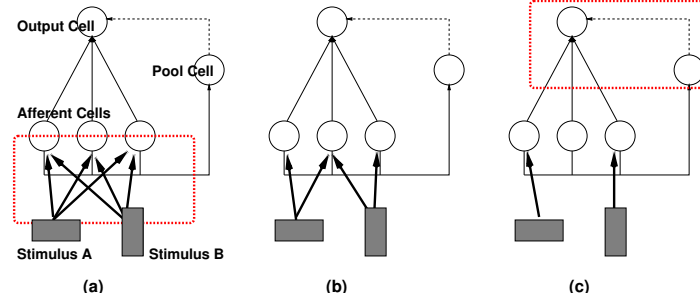 Output Cell
Pool Cell
Afferent Cells
Stimulus A
Stimulus B
(a)
(b)
(c)